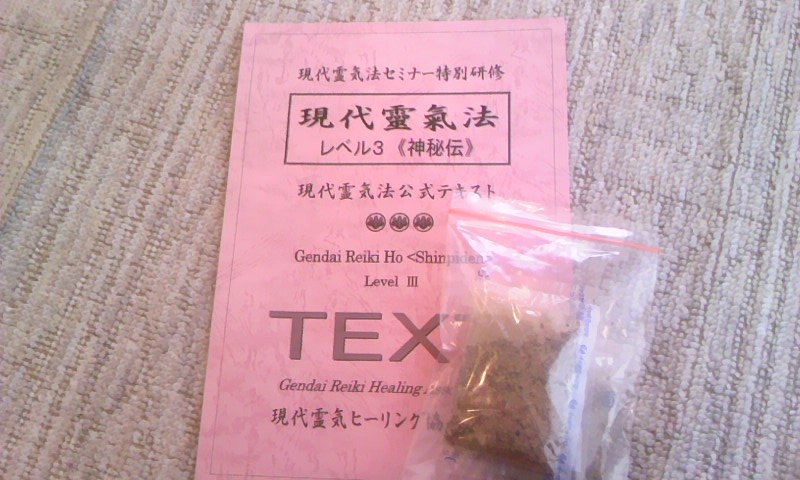 現代霊気法セミナー特別研修
現代靈氣法
レベル3《神秘伝》
現代霊気法公式テキスト
Gendai Reiki Ho <Shinpiden>
Level III
Gendai Reiki Healing
現代霊気ヒーリング